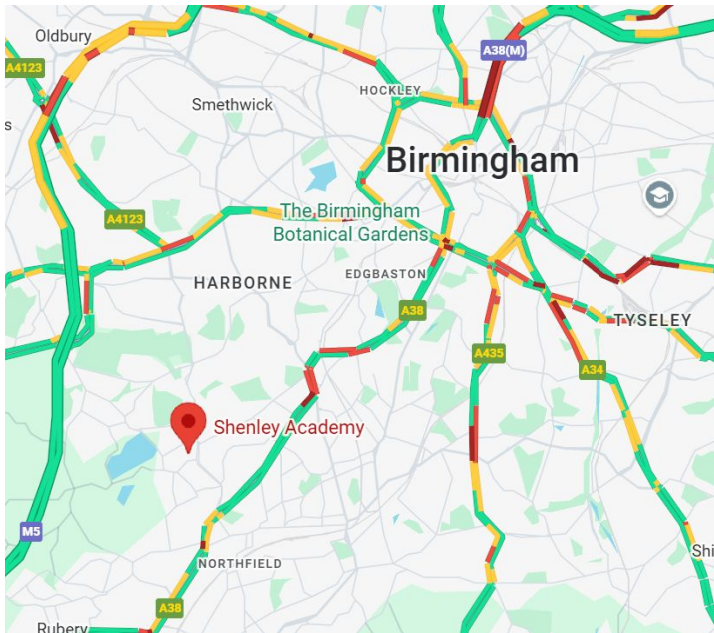 Oldbury
A38(M)
A4123
HOCKLEY
Smethwick
s
Birmingham
A4123
The Birmingham
Botanical Gardens
HARBORNE
EDGBASTON
A38
TYSELEY
A435
A34
Shenley Academy
M5
Shi
NORTHFIELD
A38
Rubery